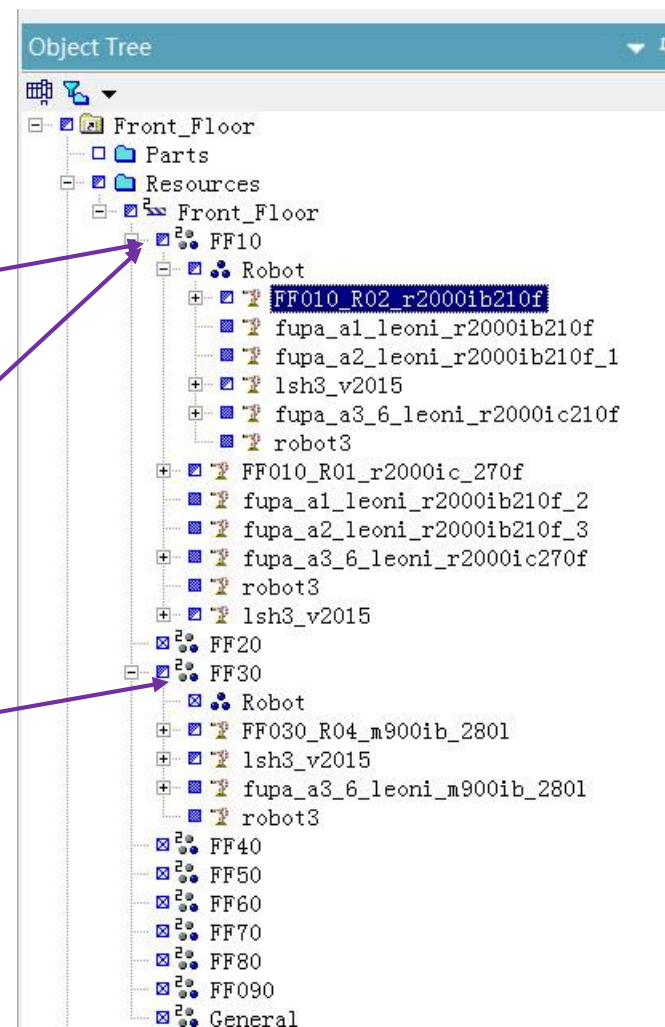 Object Tree
Front_Floor
Parts
Resources
Front_Floor
FF10
Robot
FF010_R02_r2000ib210f
fupa_a1_leoni_r2000ib210f
fupa_a2_leoni_r2000ib210f_1
lsh3_v2015
fupa_a3_6_leoni_r2000ic210f
robot3
FF010_R01_r2000ic_270f
fupa_a1_leoni_r2000ib210f_2
fupa_a2_leoni_r2000ib210f_3
fupa_a3_6_leoni_r2000ic270f
robot3
lsh3_v2015
FF20
FF30
Robot
FF030_R04_m900ib_280l
lsh3_v2015
fupa_a3_6_leoni_m900ib_280l
robot3
FF40
FF50
FF60
FF70
FF80
FF090
General